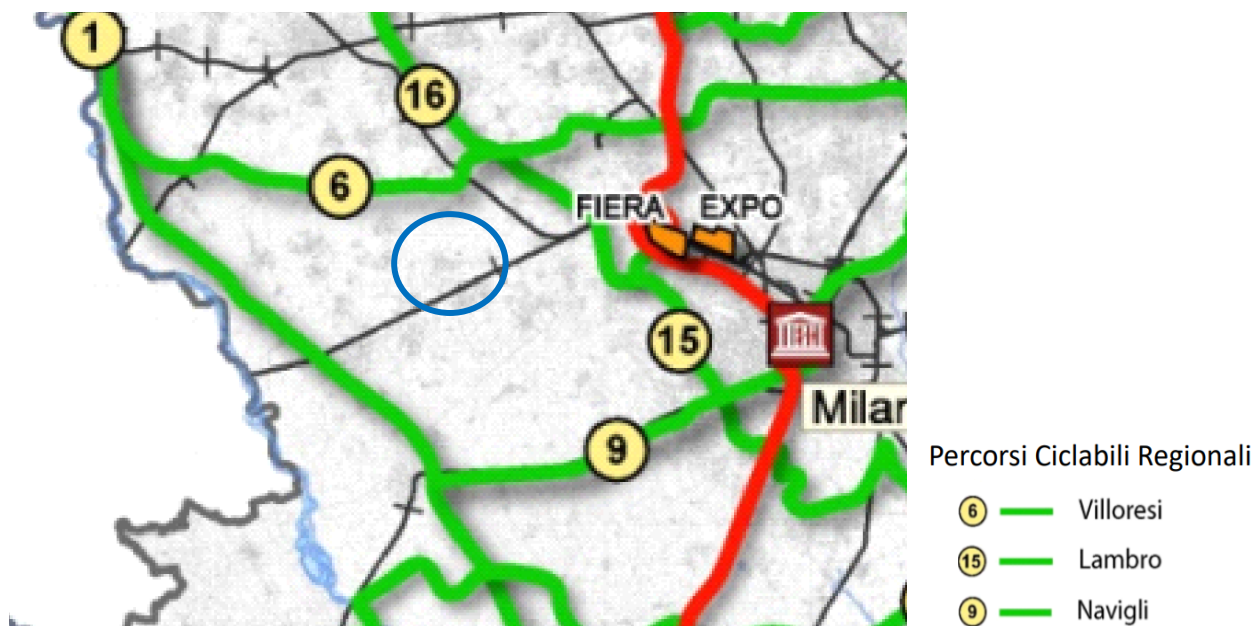 1
16
6
FIERA EXPO
15
Milar
9
Percorsi Ciclabili Regionali
6 Villoresi
15 Lambro
9 Navigli